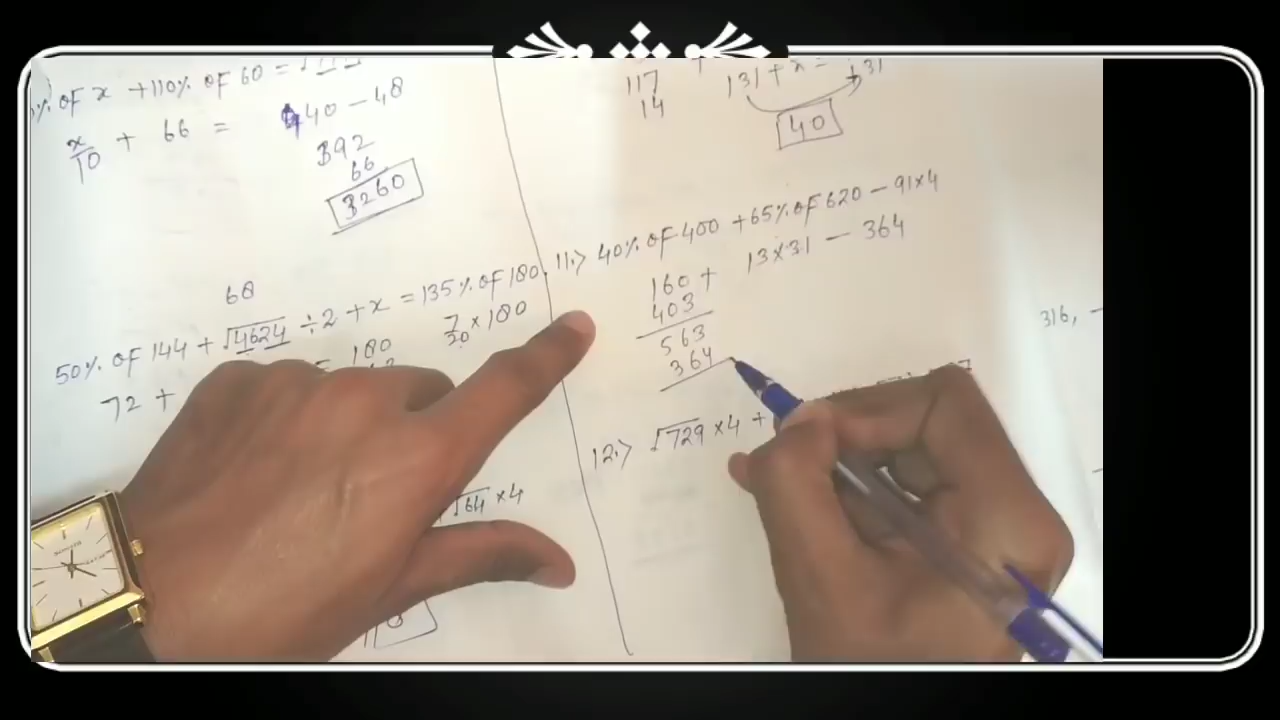 % OF x + 110% OF 60 =
x/10 + 66 = 440 - 48
392
66
3260
68
50% OF 144 + √4624 ÷ 2 + x = 135% OF 180
72 +
180
7/20 × 180
√64 × 4
117
14
131 + x =
40
11.> 40% OF 400 + 65% OF 620 - 91×4
160 + 13×31 - 364
403
563
364
12.> √729 × 4 +
316,